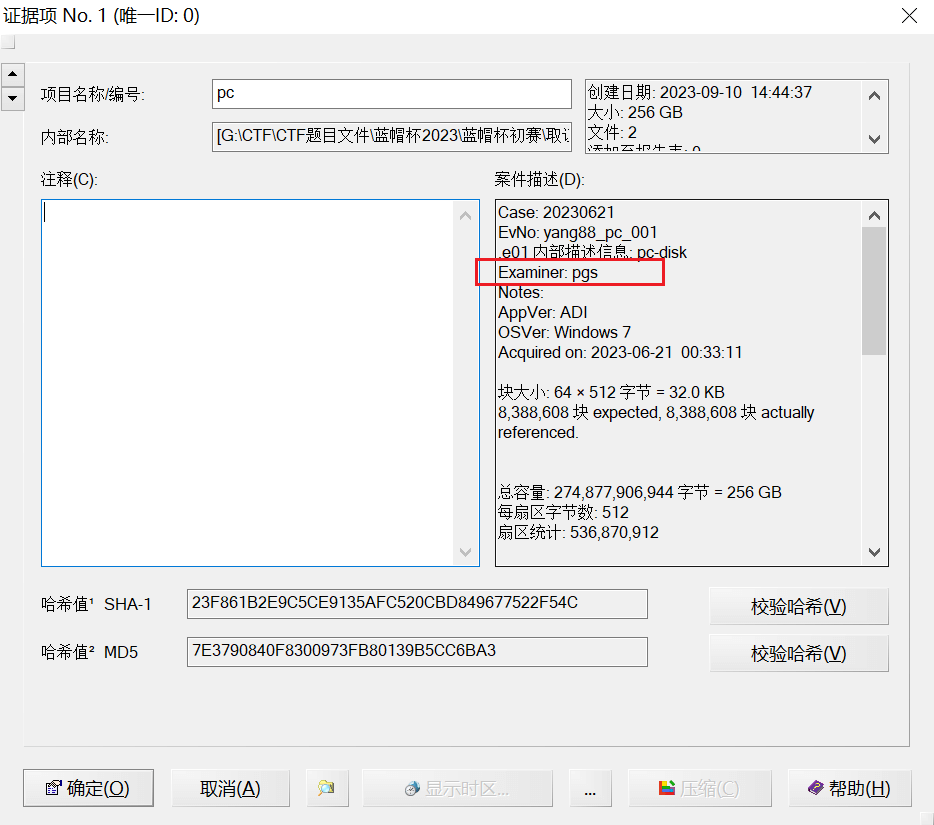 证据项 No. 1 (唯一ID: 0)
项目名称/编号:
pc
创建日期: 2023-09-10 14:44:37
大小: 256 GB
文件: 2
添加至报告表: 0
内部名称:
[G:\CTF\CTF题目文件\蓝帽杯2023\蓝帽杯初赛\取证
注释(C):
案件描述(D):
Case: 20230621
EvNo: yang88_pc_001
.e01 内部描述信息: pc-disk
Examiner: pgs
Notes:
AppVer: ADI
OSVer: Windows 7
Acquired on: 2023-06-21 00:33:11
块大小: 64 × 512 字节 = 32.0 KB
8,388,608 块 expected, 8,388,608 块 actually
referenced.
总容量: 274,877,906,944 字节 = 256 GB
每扇区字节数: 512
扇区统计: 536,870,912
哈希值¹ SHA-1
23F861B2E9C5CE9135AFC520CBD849677522F54C
校验哈希(V)
哈希值² MD5
7E3790840F8300973FB80139B5CC6BA3
校验哈希(V)
确定(O)
取消(A)
显示时区...
...
压缩(C)
帮助(H)